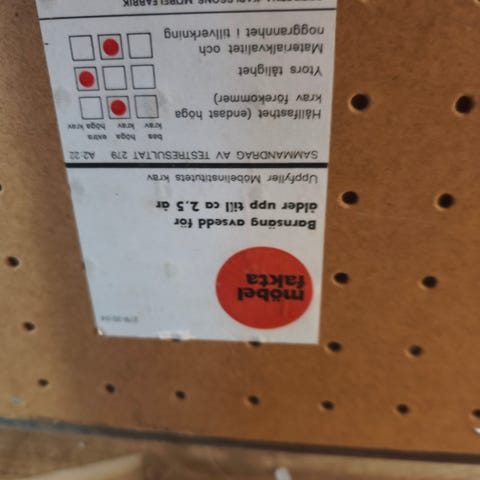 möbel
fakta
Barnsäng avsedd för
ålder upp till ca 2,5 år
Uppfyller Möbelinstitutets krav
SAMMANDRAG AV TESTRESULTAT 279 A2-22
bas krav
höga krav
extra höga krav
Hållfasthet (endast höga
krav förekommer)
Ytors tålighet
Materialkvalitet och
noggrannhet i tillverkning